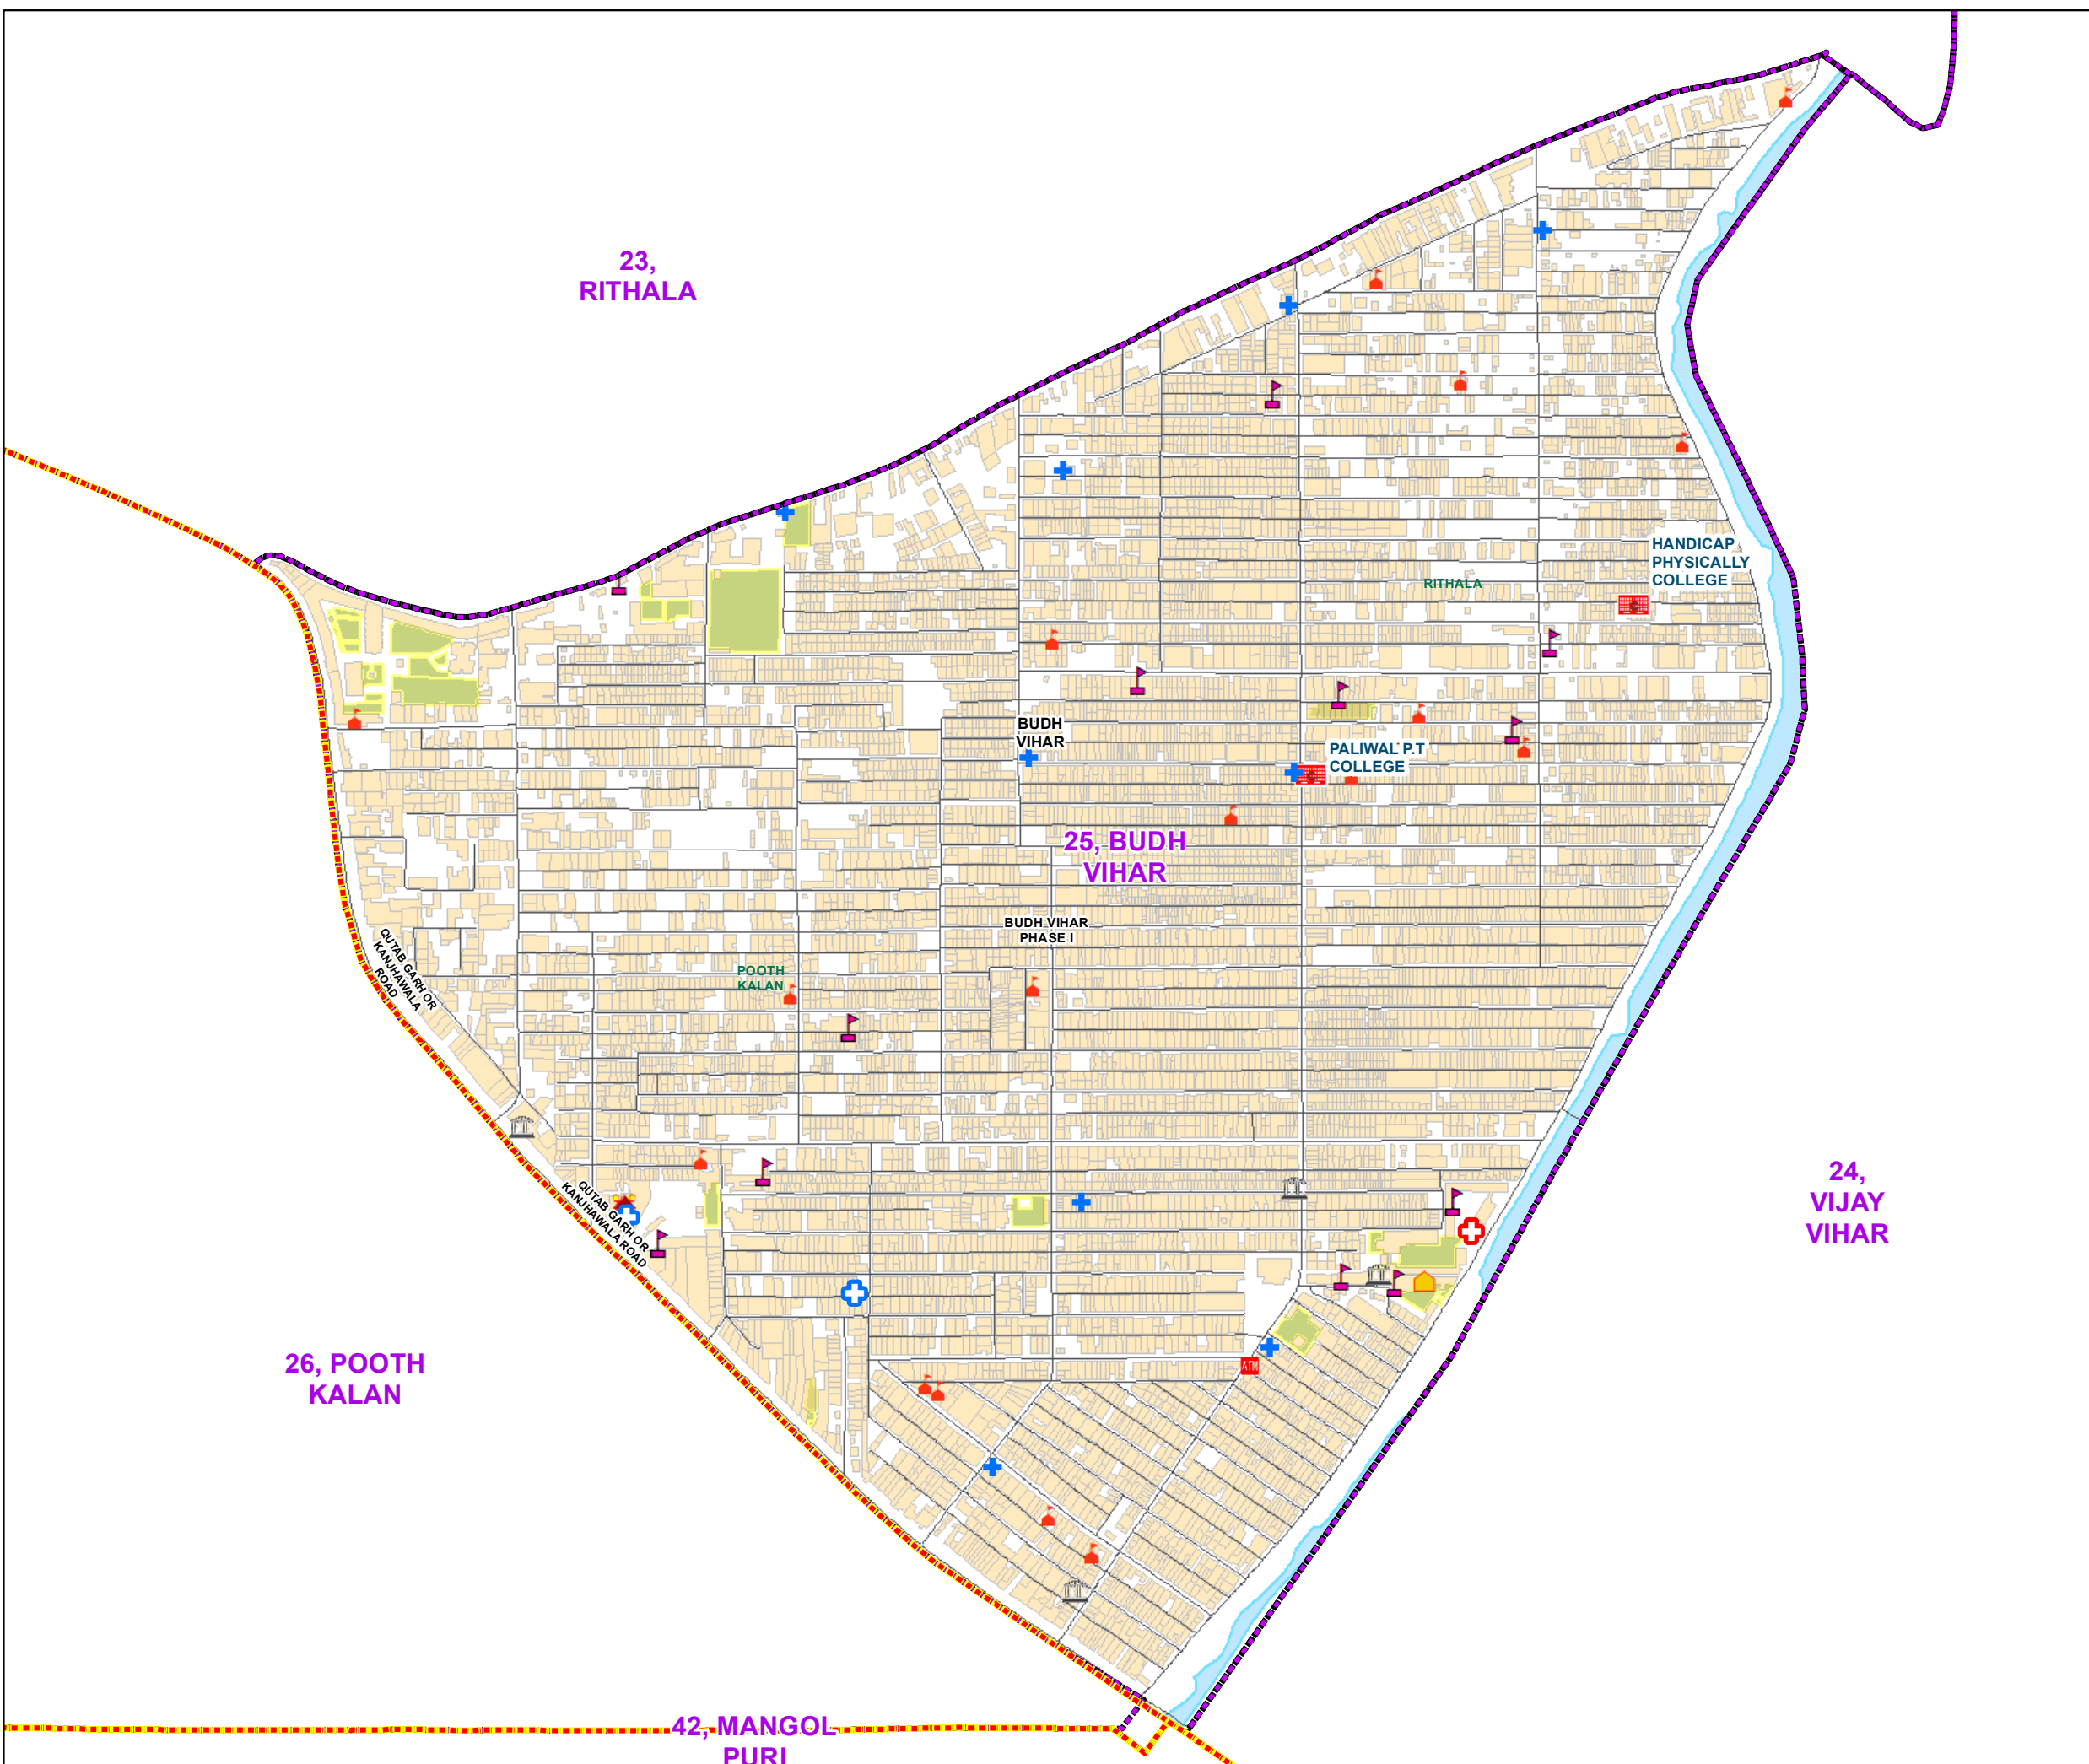 23,
RITHALA
HANDICAP
PHYSICALLY
COLLEGE
RITHALA
BUDH
VIHAR
PALIWAL P.T
COLLEGE
25, BUDH
VIHAR
BUDH VIHAR
PHASE I
QUTAB GARH OR
KANJHAWALA
ROAD
POOTH
KALAN
QUTAB GARH OR
KANJHAWALA ROAD
24,
VIJAY
VIHAR
26, POOTH
KALAN
ATM
42, MANGOL
PURI